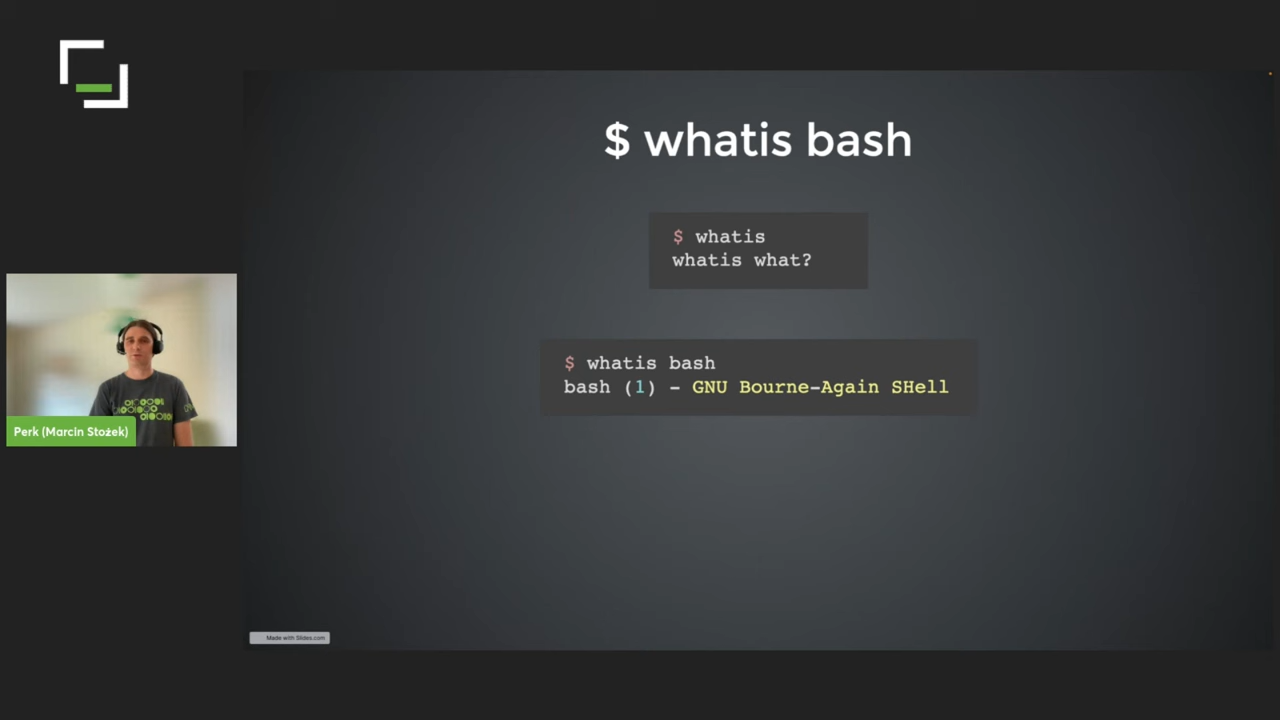 $ whatis bash
$ whatis
whatis what?
$ whatis bash
bash (1) - GNU Bourne-Again SHell
Perk (Marcin Stożek)
Made with Slides.com